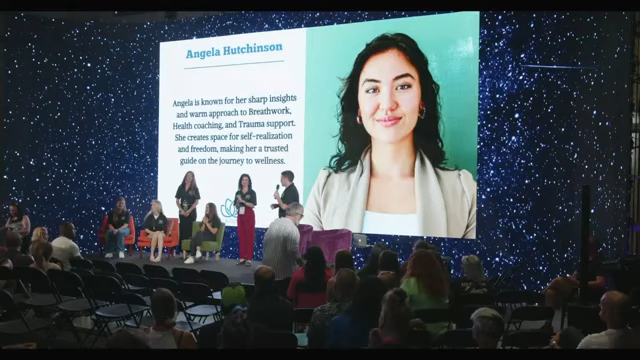 Angela Hutchinson
Angela is known for her sharp insights
and warm approach to Breathwork,
Health coaching, and Trauma support.
She creates space for self-realization
and freedom, making her a trusted
guide on the journey to wellness.